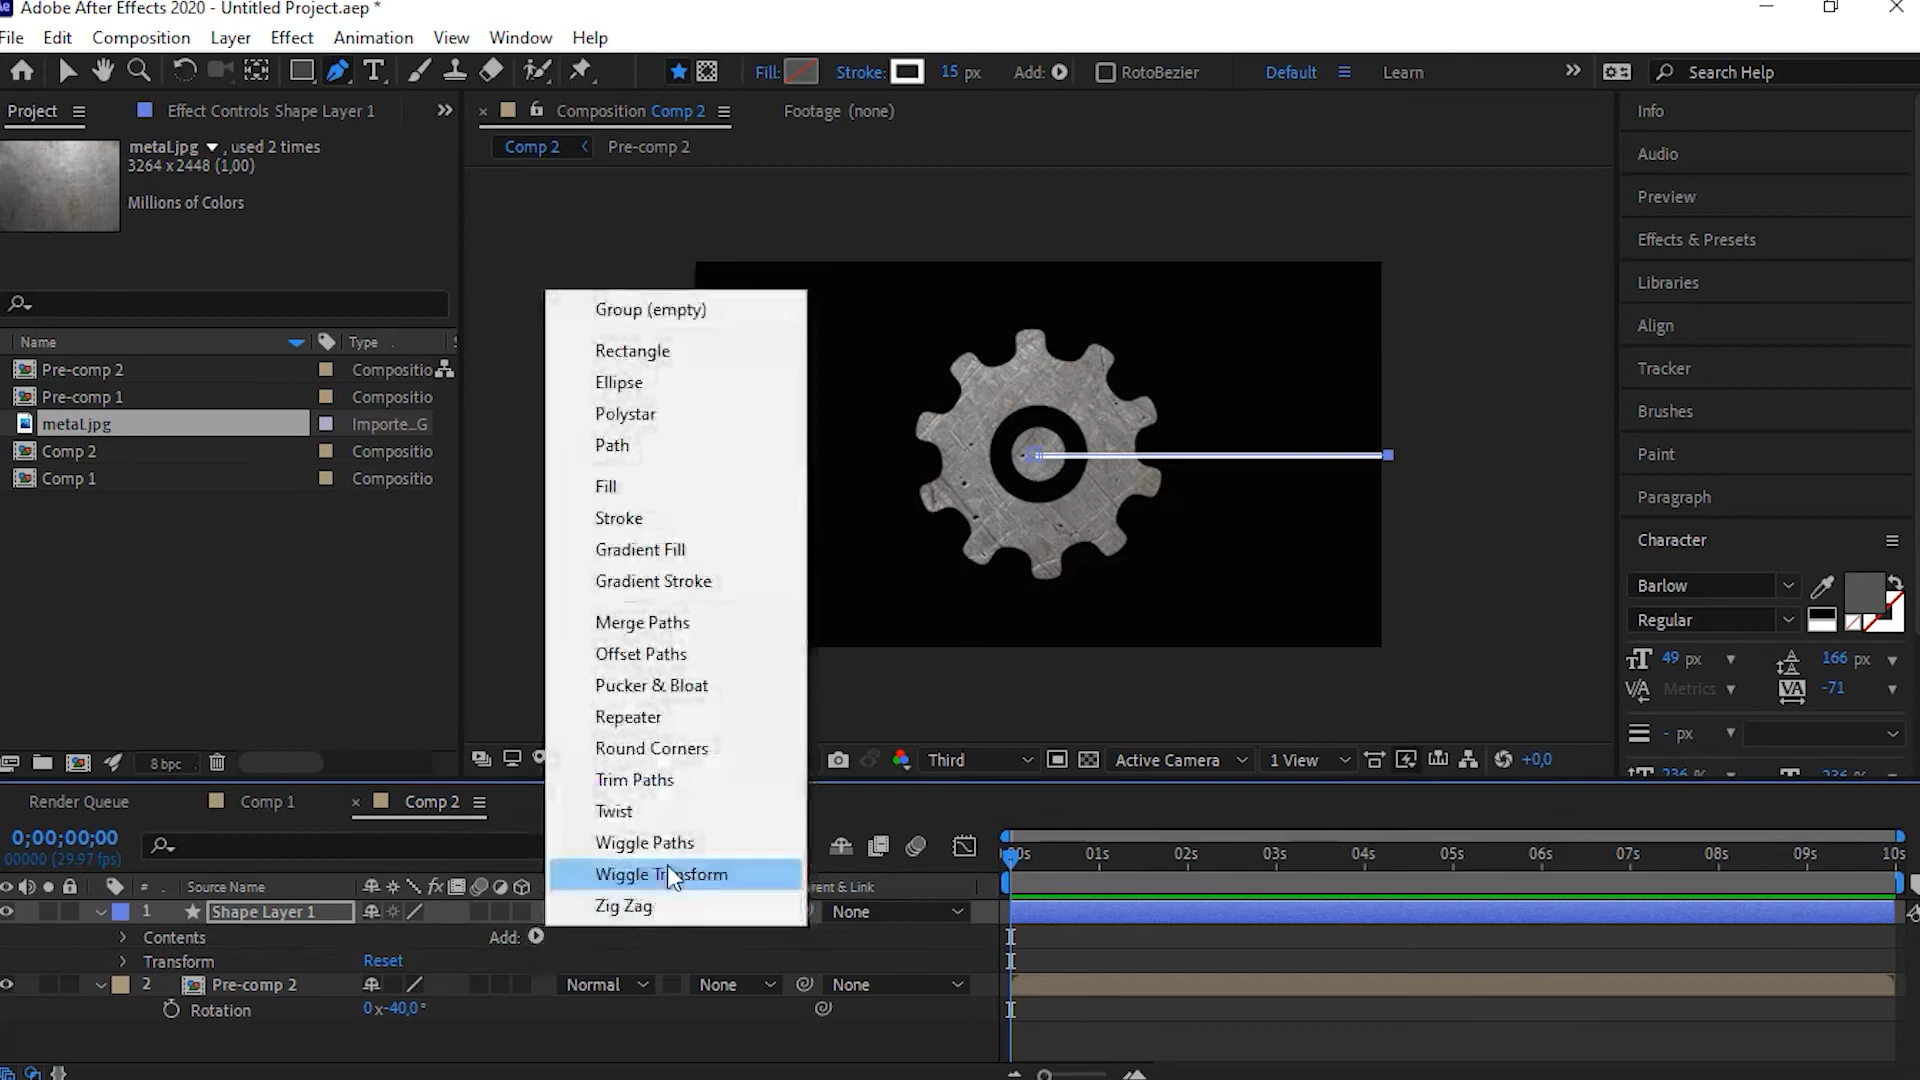 Adobe After Effects 2020 - Untitled Project.aep *
File Edit Composition Layer Effect Animation View Window Help
Fill: Stroke: 15 px Add: RotoBezier Default Learn Search Help
Project Effect Controls Shape Layer 1
metal.jpg , used 2 times
3264 x 2448 (1,00)
Millions of Colors
Name Type
Pre-comp 2 Compositio
Pre-comp 1 Compositio
metal.jpg Importe_G
Comp 2 Compositio
Comp 1 Compositio
8 bpc
Composition Comp 2 Footage (none)
Comp 2 Pre-comp 2
Group (empty)
Rectangle
Ellipse
Polystar
Path
Fill
Stroke
Gradient Fill
Gradient Stroke
Merge Paths
Offset Paths
Pucker & Bloat
Repeater
Round Corners
Trim Paths
Twist
Wiggle Paths
Wiggle Transform
Zig Zag
Third Active Camera 1 View +0,0
Info
Audio
Preview
Effects & Presets
Libraries
Align
Tracker
Brushes
Paint
Paragraph
Character
Barlow
Regular
49 px 166 px
Metrics -71
- px
236 % 236 %
Render Queue Comp 1 Comp 2
0;00;00;00
00000 (29.97 fps)
00s 01s 02s 03s 04s 05s 06s 07s 08s 09s 10s
# Source Name fx ent & Link
1 Shape Layer 1 None
Contents Add:
Transform Reset
2 Pre-comp 2 Normal None None
Rotation 0x-40,0°